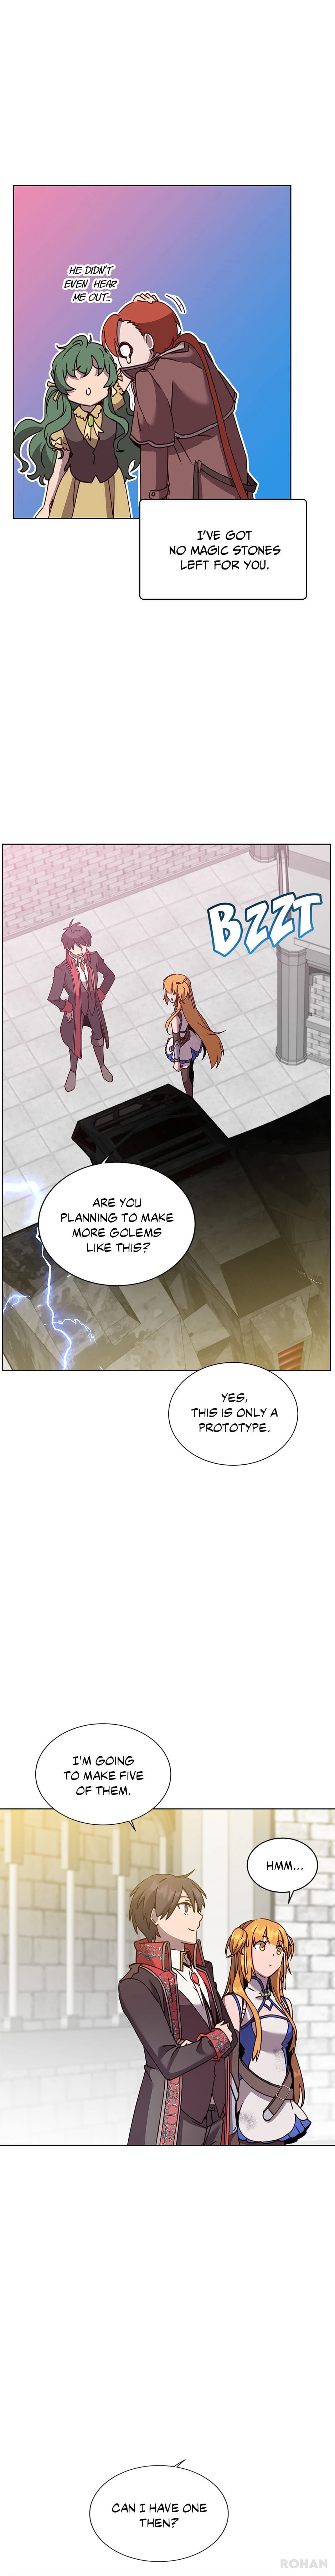 HE DIDN'T
EVEN HEAR
ME OUT...
I'VE GOT
NO MAGIC STONES
LEFT FOR YOU.
BZZT
ARE YOU
PLANNING TO MAKE
MORE GOLEMS
LIKE THIS?
YES,
THIS IS ONLY A
PROTOTYPE.
I'M GOING
TO MAKE FIVE
OF THEM.
HMM...
CAN I HAVE ONE
THEN?
ROHAN